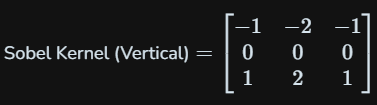 -1 -2 -1
Sobel Kernel (Vertical) = 0 0 0
1 2 1